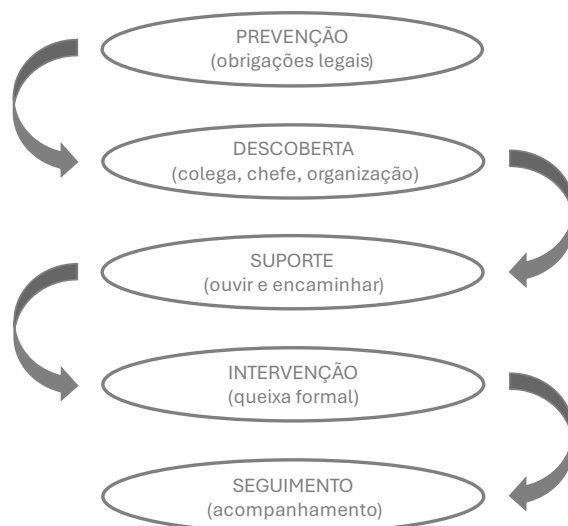 PREVENÇÃO
(obrigações legais)
DESCOBERTA
(colega, chefe, organização)
SUPORTE
(ouvir e encaminhar)
INTERVENÇÃO
(queixa formal)
SEGUIMENTO
(acompanhamento)